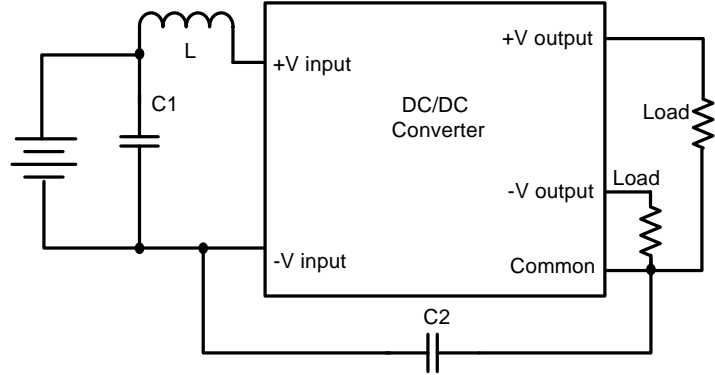 L
+V input
+V output
C1
DC/DC
Converter
Load
Load
-V output
-V input
Common
C2